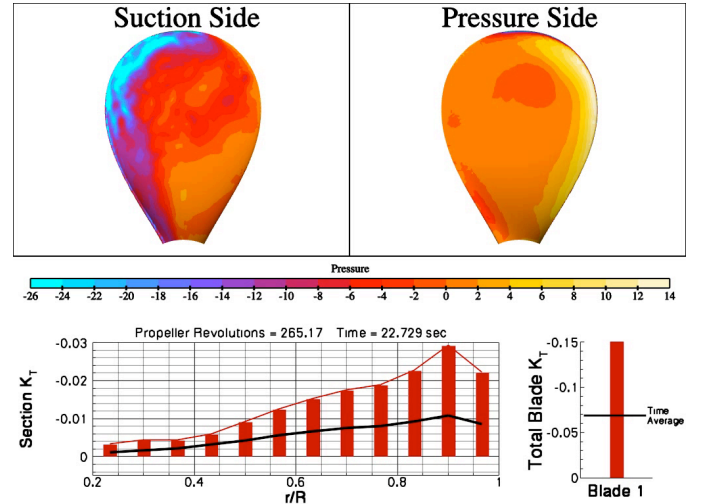 Suction Side
Pressure Side
Pressure
-26 -24 -22 -20 -18 -16 -14 -12 -10 -8 -6 -4 -2 0 2 4 6 8 10 12 14
Propeller Revolutions = 265.17 Time = 22.729 sec
-0.03
-0.02
-0.01
0
Section K_T
0.2 0.4 0.6 0.8 1
r/R
-0.15
-0.1
-0.05
0
Total Blade K_T
Time
Average
Blade 1